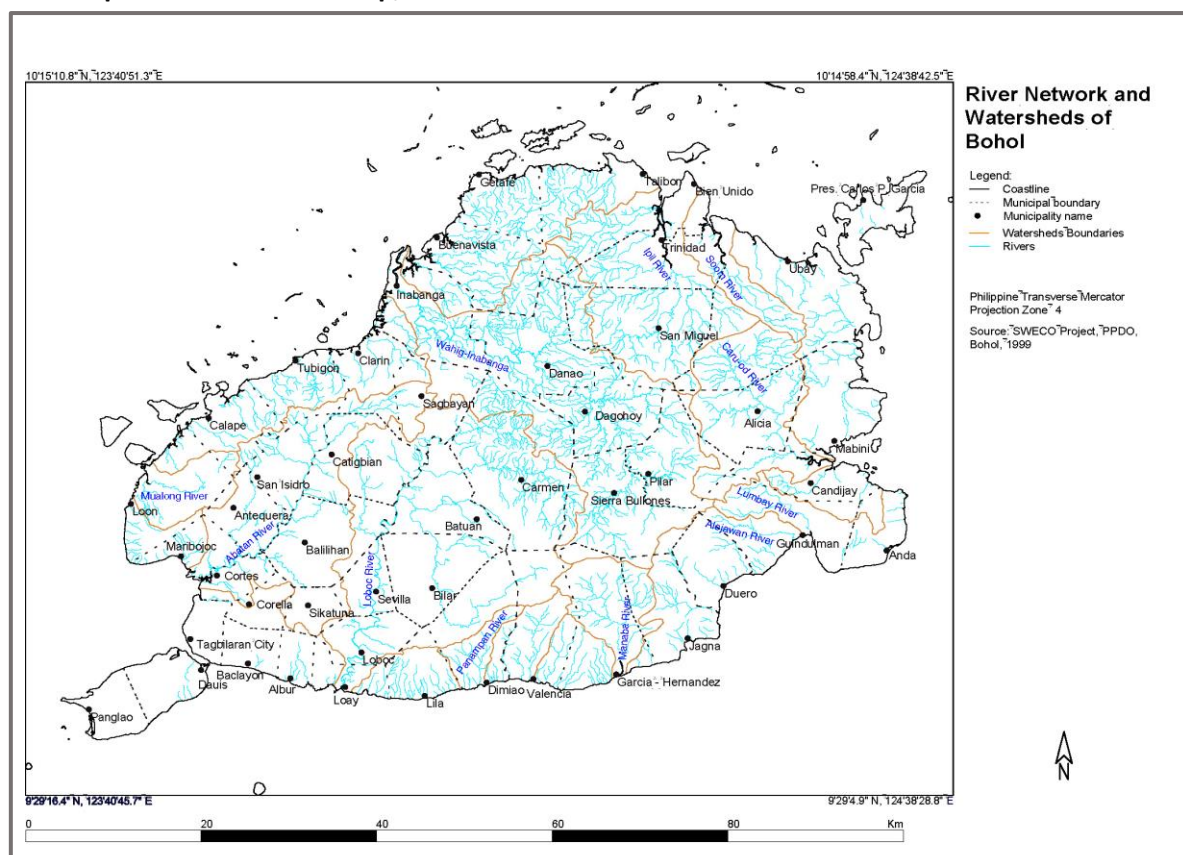 10'15'10.8" N, 123'40'51.3" E
10'14'58.4" N, 124'38'42.5" E
River Network and
Watersheds of
Bohol
Legend:
Coastline
Municipal boundary
Municipality name
Watersheds Boundaries
Rivers
Philippine Transverse Mercator
Projection Zone 4
Source: SWECO Project, PPDO,
Bohol, 1999
Getafe
Talibon
Bien Unido
Pres. Carlos P. Garcia
Buenavista
Trinidad
Ipil River
Soom River
Ubay
Inabanga
San Miguel
Wahig-Inabanga
Clarin
Tubigon
Danao
Caru-od River
Sagbayan
Dagohoy
Alicia
Calape
Mabini
Catigbian
San Isidro
Carmen
Pilar
Sierra Bullones
Candijay
Mualong River
Lumbay River
Loon
Antequera
Batuan
Alejawan River
Guindulman
Abatan River
Maribojoc
Balilihan
Anda
Cortes
Loboc River
Sevilla
Bilar
Duero
Corella
Sikatuna
Manaba River
Panampan River
Tagbilaran City
Jagna
Loboc
Baclayon
Dauis
Albur
Loay
Lila
Dimiao
Valencia
Garcia - Hernandez
Panglao
9'29'16.4" N, 123'40'45.7" E
9'29'4.9" N, 124'38'28.8" E
0 20 40 60 80 Km
N